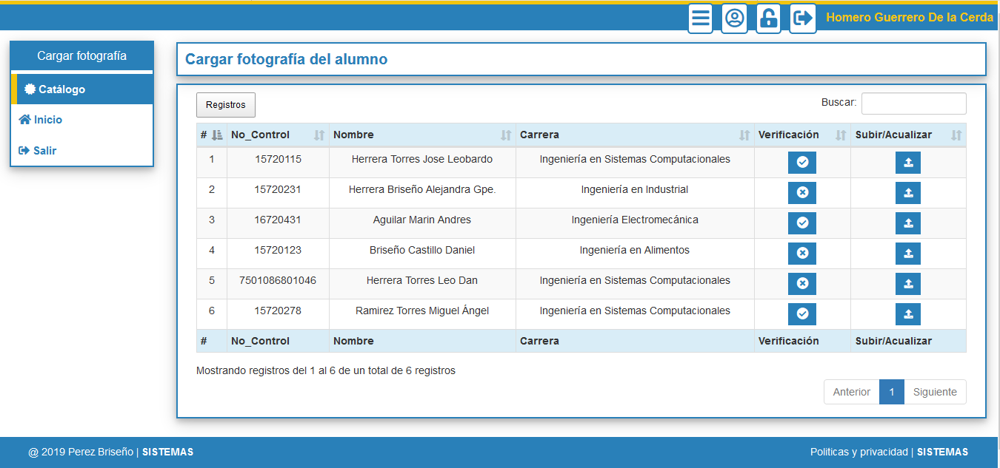 Homero Guerrero De la Cerda
Cargar fotografía
Catálogo
Inicio
Salir
Cargar fotografía del alumno
Registros Buscar:
# No_Control Nombre Carrera Verificación Subir/Acualizar
1 15720115 Herrera Torres Jose Leobardo Ingeniería en Sistemas Computacionales
2 15720231 Herrera Briseño Alejandra Gpe. Ingeniería en Industrial
3 16720431 Aguilar Marin Andres Ingeniería Electromecánica
4 15720123 Briseño Castillo Daniel Ingeniería en Alimentos
5 7501086801046 Herrera Torres Leo Dan Ingeniería en Sistemas Computacionales
6 15720278 Ramirez Torres Miguel Ángel Ingeniería en Sistemas Computacionales
# No_Control Nombre Carrera Verificación Subir/Acualizar
Mostrando registros del 1 al 6 de un total de 6 registros
Anterior 1 Siguiente
@ 2019 Perez Briseño | SISTEMAS Politicas y privacidad | SISTEMAS